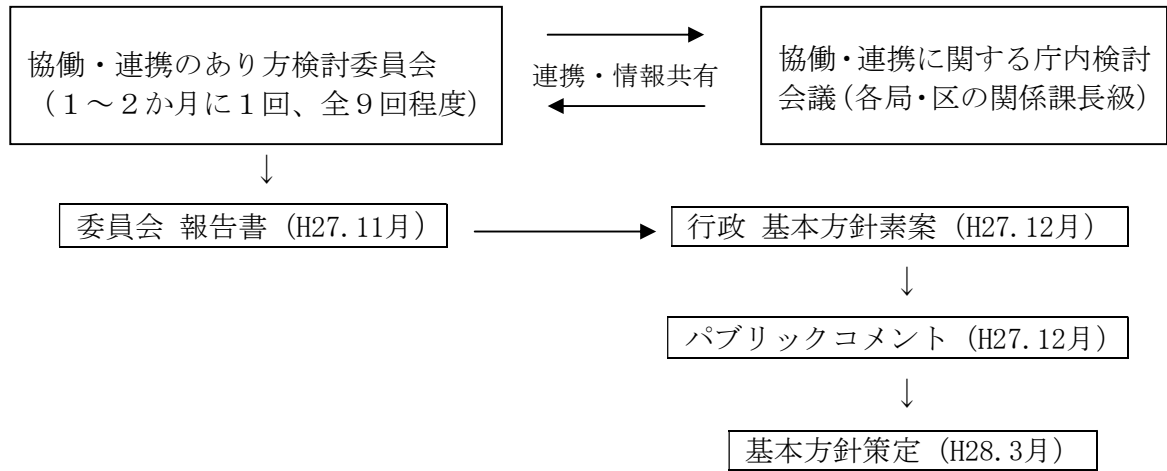 協働・連携のあり方検討委員会
（１～２か月に１回、全９回程度）
連携・情報共有
協働・連携に関する庁内検討
会議（各局・区の関係課長級）
↓
委員会 報告書（H27.11月）
行政 基本方針素案（H27.12月）
↓
パブリックコメント（H27.12月）
↓
基本方針策定（H28.3月）